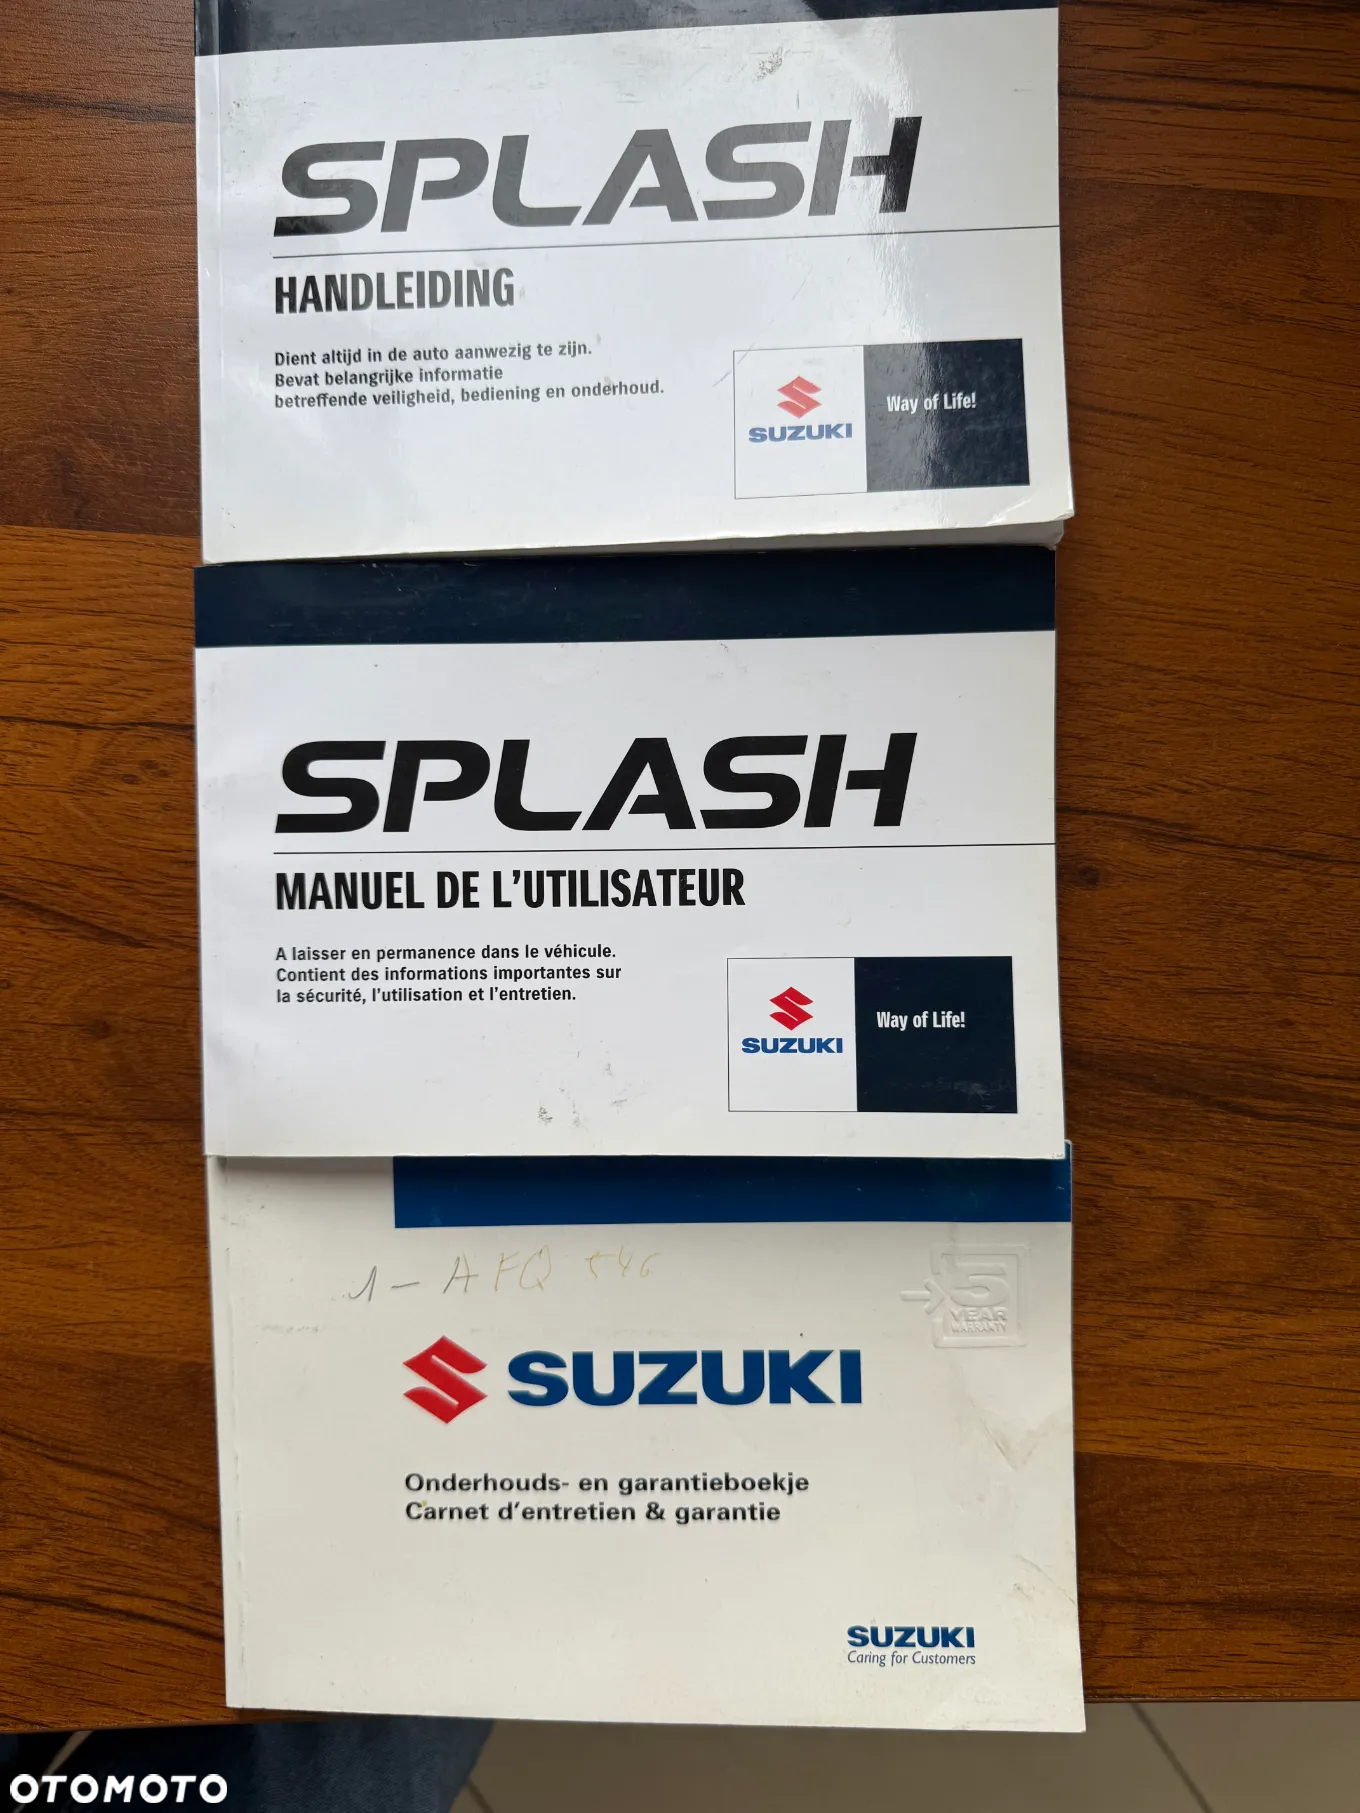 SPLASH
HANDLEIDING
Dient altijd in de auto aanwezig te zijn.
Bevat belangrijke informatie
betreffende veiligheid, bediening en onderhoud.
SUZUKI
Way of Life!
SPLASH
MANUEL DE L'UTILISATEUR
A laisser en permanence dans le véhicule.
Contient des informations importantes sur
la sécurité, l'utilisation et l'entretien.
SUZUKI
Way of Life!
1-AFQ 546
5
YEAR
WARRANTY
SUZUKI
Onderhouds- en garantieboekje
Carnet d'entretien & garantie
SUZUKI
Caring for Customers
OTOMOTO